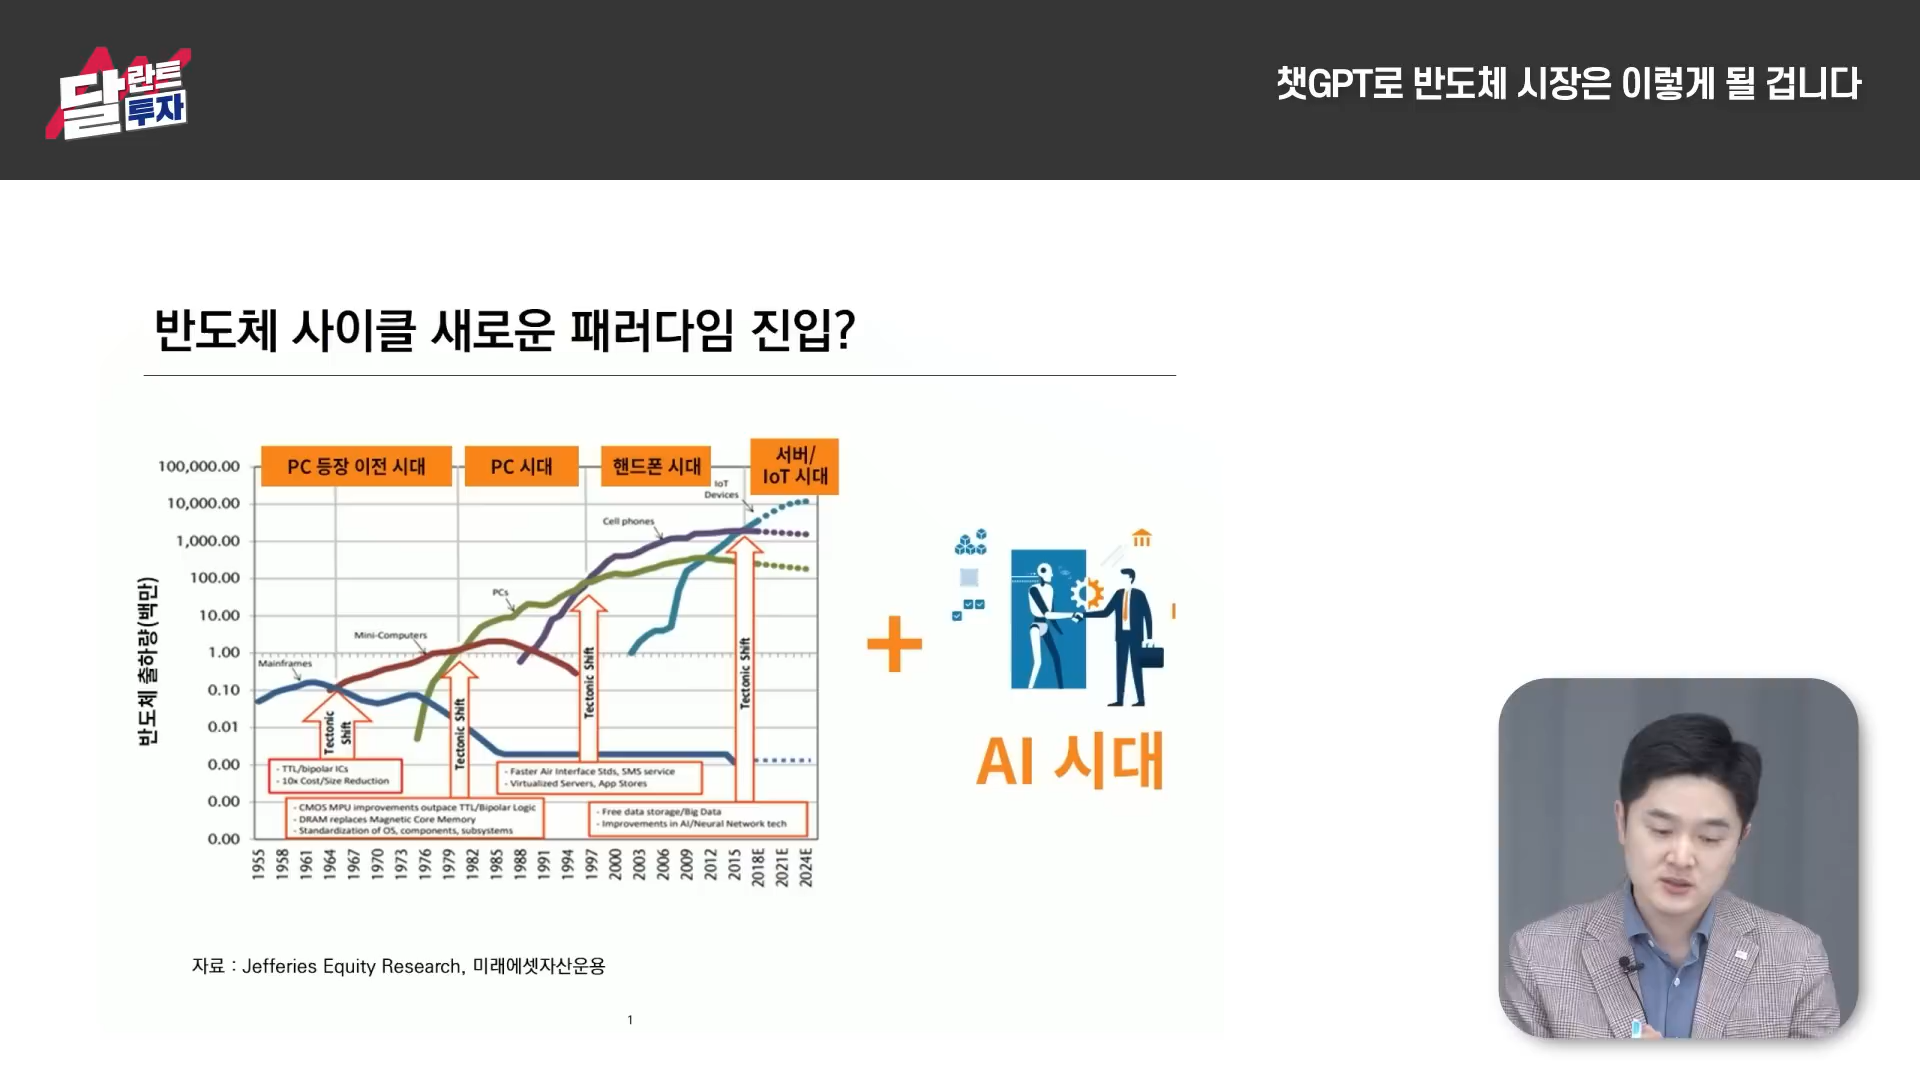 달란트
투자
챗GPT로 반도체 시장은 이렇게 될 겁니다
반도체 사이클 새로운 패러다임 진입?
PC 등장 이전 시대
PC 시대
핸드폰 시대
서버/
IoT 시대
반도체 출하량(백만)
100,000.00
10,000.00
1,000.00
100.00
10.00
1.00
0.10
0.01
0.00
0.00
0.00
IoT
Devices
Cell phones
PCs
Mini-Computers
Mainframes
Tectonic
Shift
Tectonic Shift
Tectonic Shift
Tectonic Shift
- TTL/bipolar ICs
- 10x Cost/Size Reduction
- Faster Air Interface Stds, SMS service
- Virtualized Servers, App Stores
- CMOS MPU improvements outpace TTL/Bipolar Logic
- DRAM replaces Magnetic Core Memory
- Standardization of OS, components, subsystems
- Free data storage/Big Data
- Improvements in AI/Neural Network tech
1955 1958 1961 1964 1967 1970 1973 1976 1979 1982 1985 1988 1991 1994 1997 2000 2003 2006 2009 2012 2015 2018E 2021E 2024E
+
AI 시대
자료 : Jefferies Equity Research, 미래에셋자산운용
1